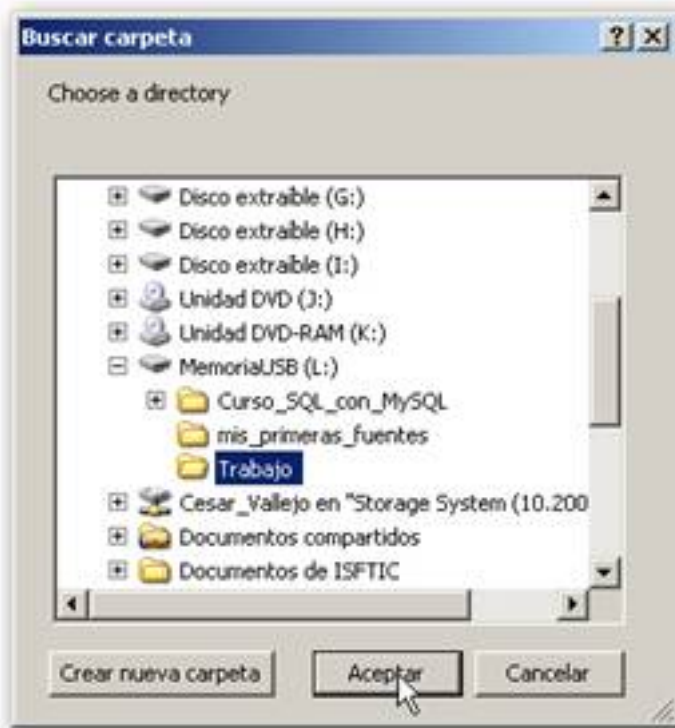 Buscar carpeta
Choose a directory
Disco extraíble (G:)
Disco extraíble (H:)
Disco extraíble (I:)
Unidad DVD (J:)
Unidad DVD-RAM (K:)
MemoriaUSB (L:)
Curso_SQL_con_MySQL
mis_primeras_fuentes
Trabajo
Cesar_Vallejo en "Storage System (10.200
Documentos compartidos
Documentos de ISFTIC
Crear nueva carpeta Aceptar Cancelar